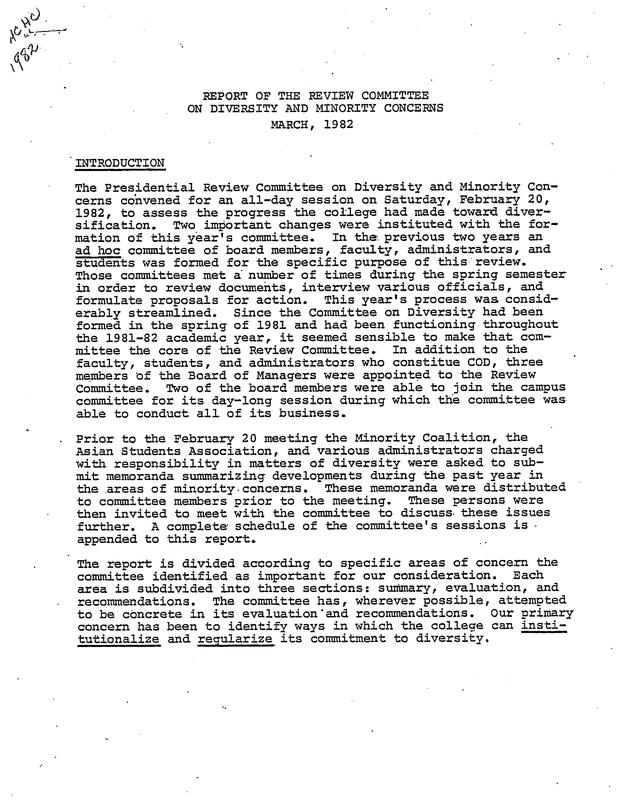 HCHC
1982
REPORT OF THE REVIEW COMMITTEE
ON DIVERSITY AND MINORITY CONCERNS
MARCH, 1982
INTRODUCTION
The Presidential Review Committee on Diversity and Minority Con-
cerns convened for an all-day session on Saturday, February 20,
1982, to assess the progress the college had made toward diver-
sification. Two important changes were instituted with the for-
mation of this year's committee. In the previous two years an
ad hoc committee of board members, faculty, administrators, and
students was formed for the specific purpose of this review.
Those committees met a number of times during the spring semester
in order to review documents, interview various officials, and
formulate proposals for action. This year's process was consid-
erably streamlined. Since the Committee on Diversity had been
formed in the spring of 1981 and had been functioning throughout
the 1981-82 academic year, it seemed sensible to make that com-
mittee the core of the Review Committee. In addition to the
faculty, students, and administrators who constitute COD, three
members of the Board of Managers were appointed to the Review
Committee. Two of the board members were able to join the campus
committee for its day-long session during which the committee was
able to conduct all of its business.
Prior to the February 20 meeting the Minority Coalition, the
Asian Students Association, and various administrators charged
with responsibility in matters of diversity were asked to sub-
mit memoranda summarizing developments during the past year in
the areas of minority concerns. These memoranda were distributed
to committee members prior to the meeting. These persons were
then invited to meet with the committee to discuss these issues
further. A complete schedule of the committee's sessions is
appended to this report.
The report is divided according to specific areas of concern the
committee identified as important for our consideration. Each
area is subdivided into three sections: summary, evaluation, and
recommendations. The committee has, wherever possible, attempted
to be concrete in its evaluation and recommendations. Our primary
concern has been to identify ways in which the college can insti-
tutionalize and regularize its commitment to diversity.